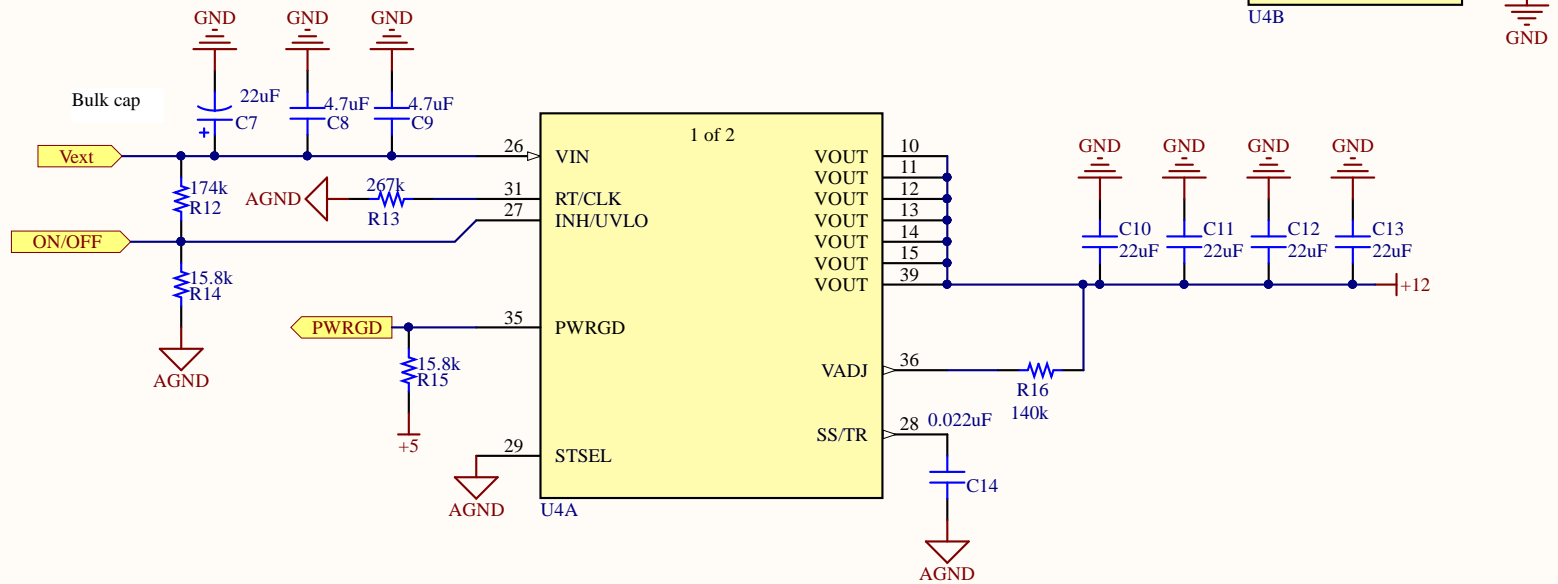 GND
GND
GND
U4B
GND
Bulk cap
22uF
C7
4.7uF
C8
4.7uF
C9
+
Vext
26
VIN
1 of 2
174k
R12
AGND
267k
R13
31
RT/CLK
27
INH/UVLO
ON/OFF
15.8k
R14
AGND
PWRGD
35
PWRGD
15.8k
R15
+5
29
STSEL
AGND
U4A
VOUT
10
VOUT
11
VOUT
12
VOUT
13
VOUT
14
VOUT
15
VOUT
39
GND
GND
GND
GND
C10
22uF
C11
22uF
C12
22uF
C13
22uF
+12
VADJ
36
R16
140k
SS/TR
28
0.022uF
C14
AGND